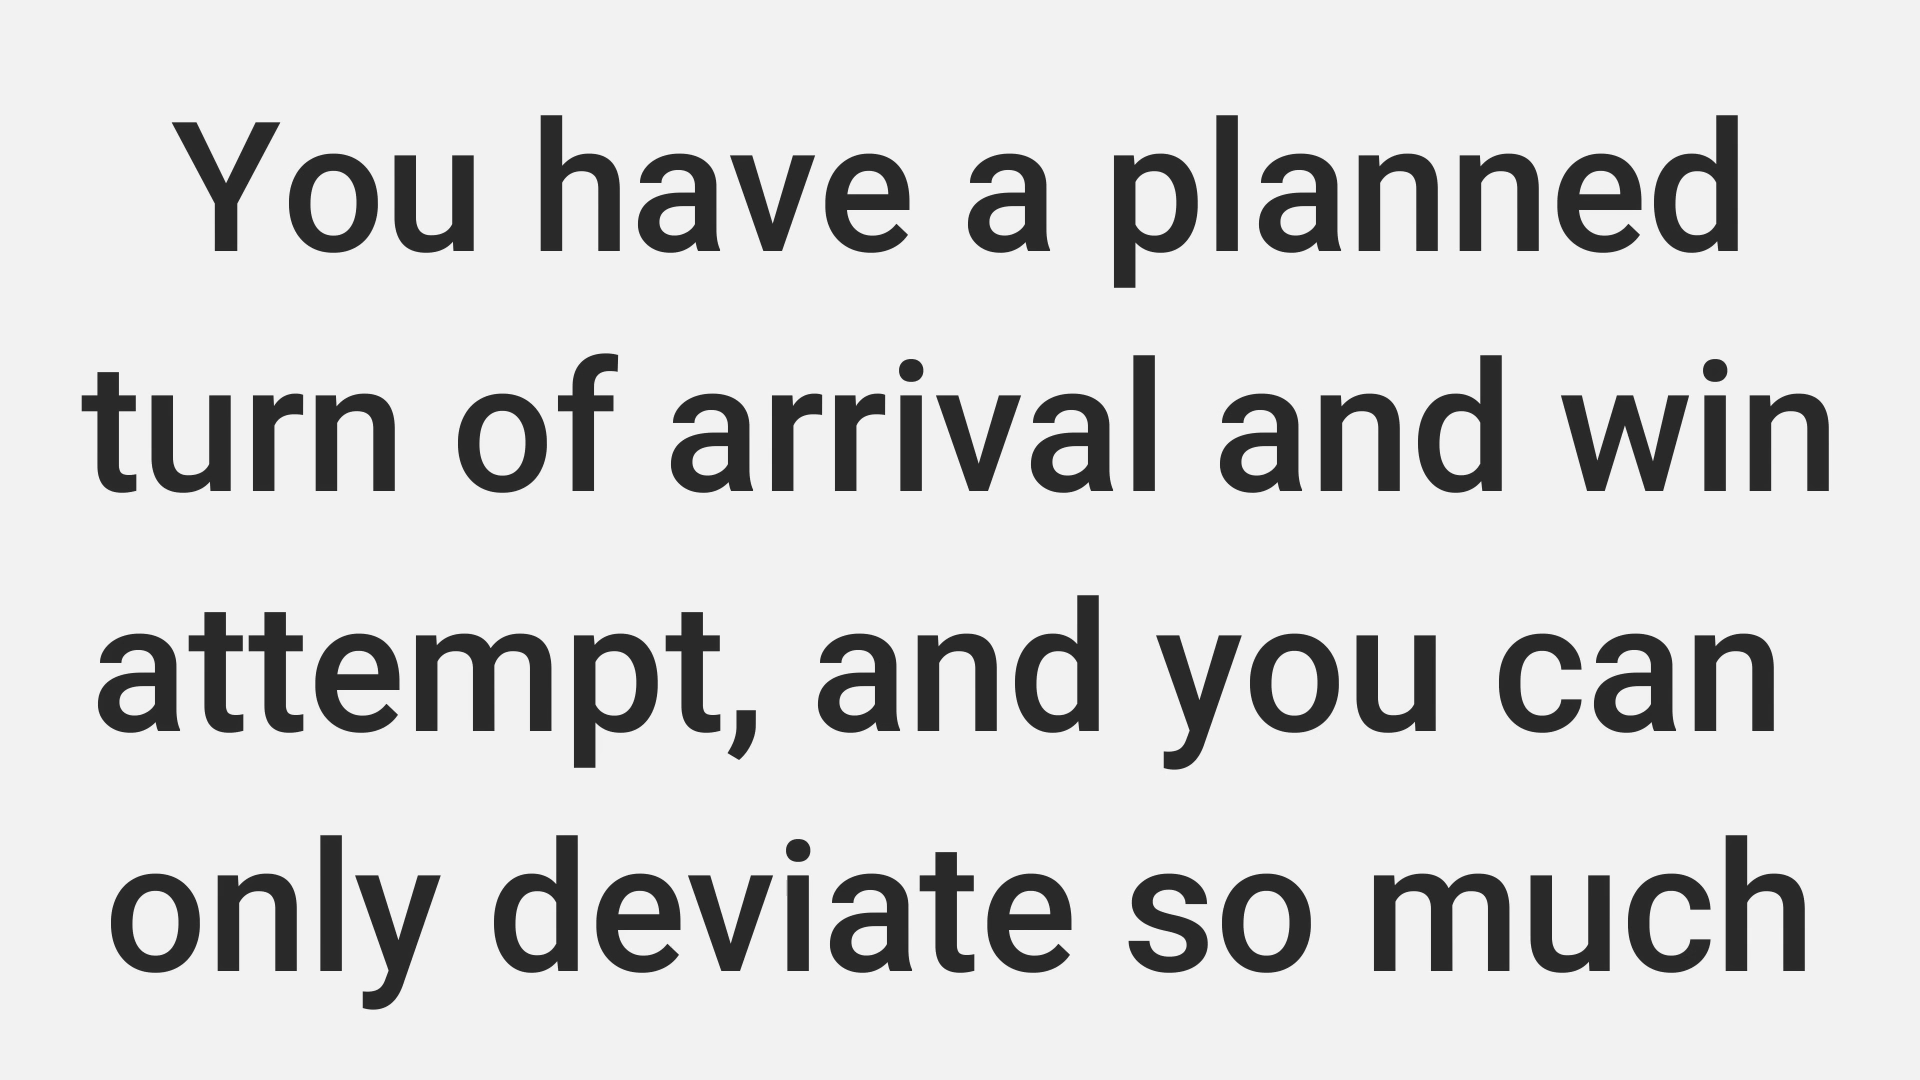 You have a planned
turn of arrival and win
attempt, and you can
only deviate so much